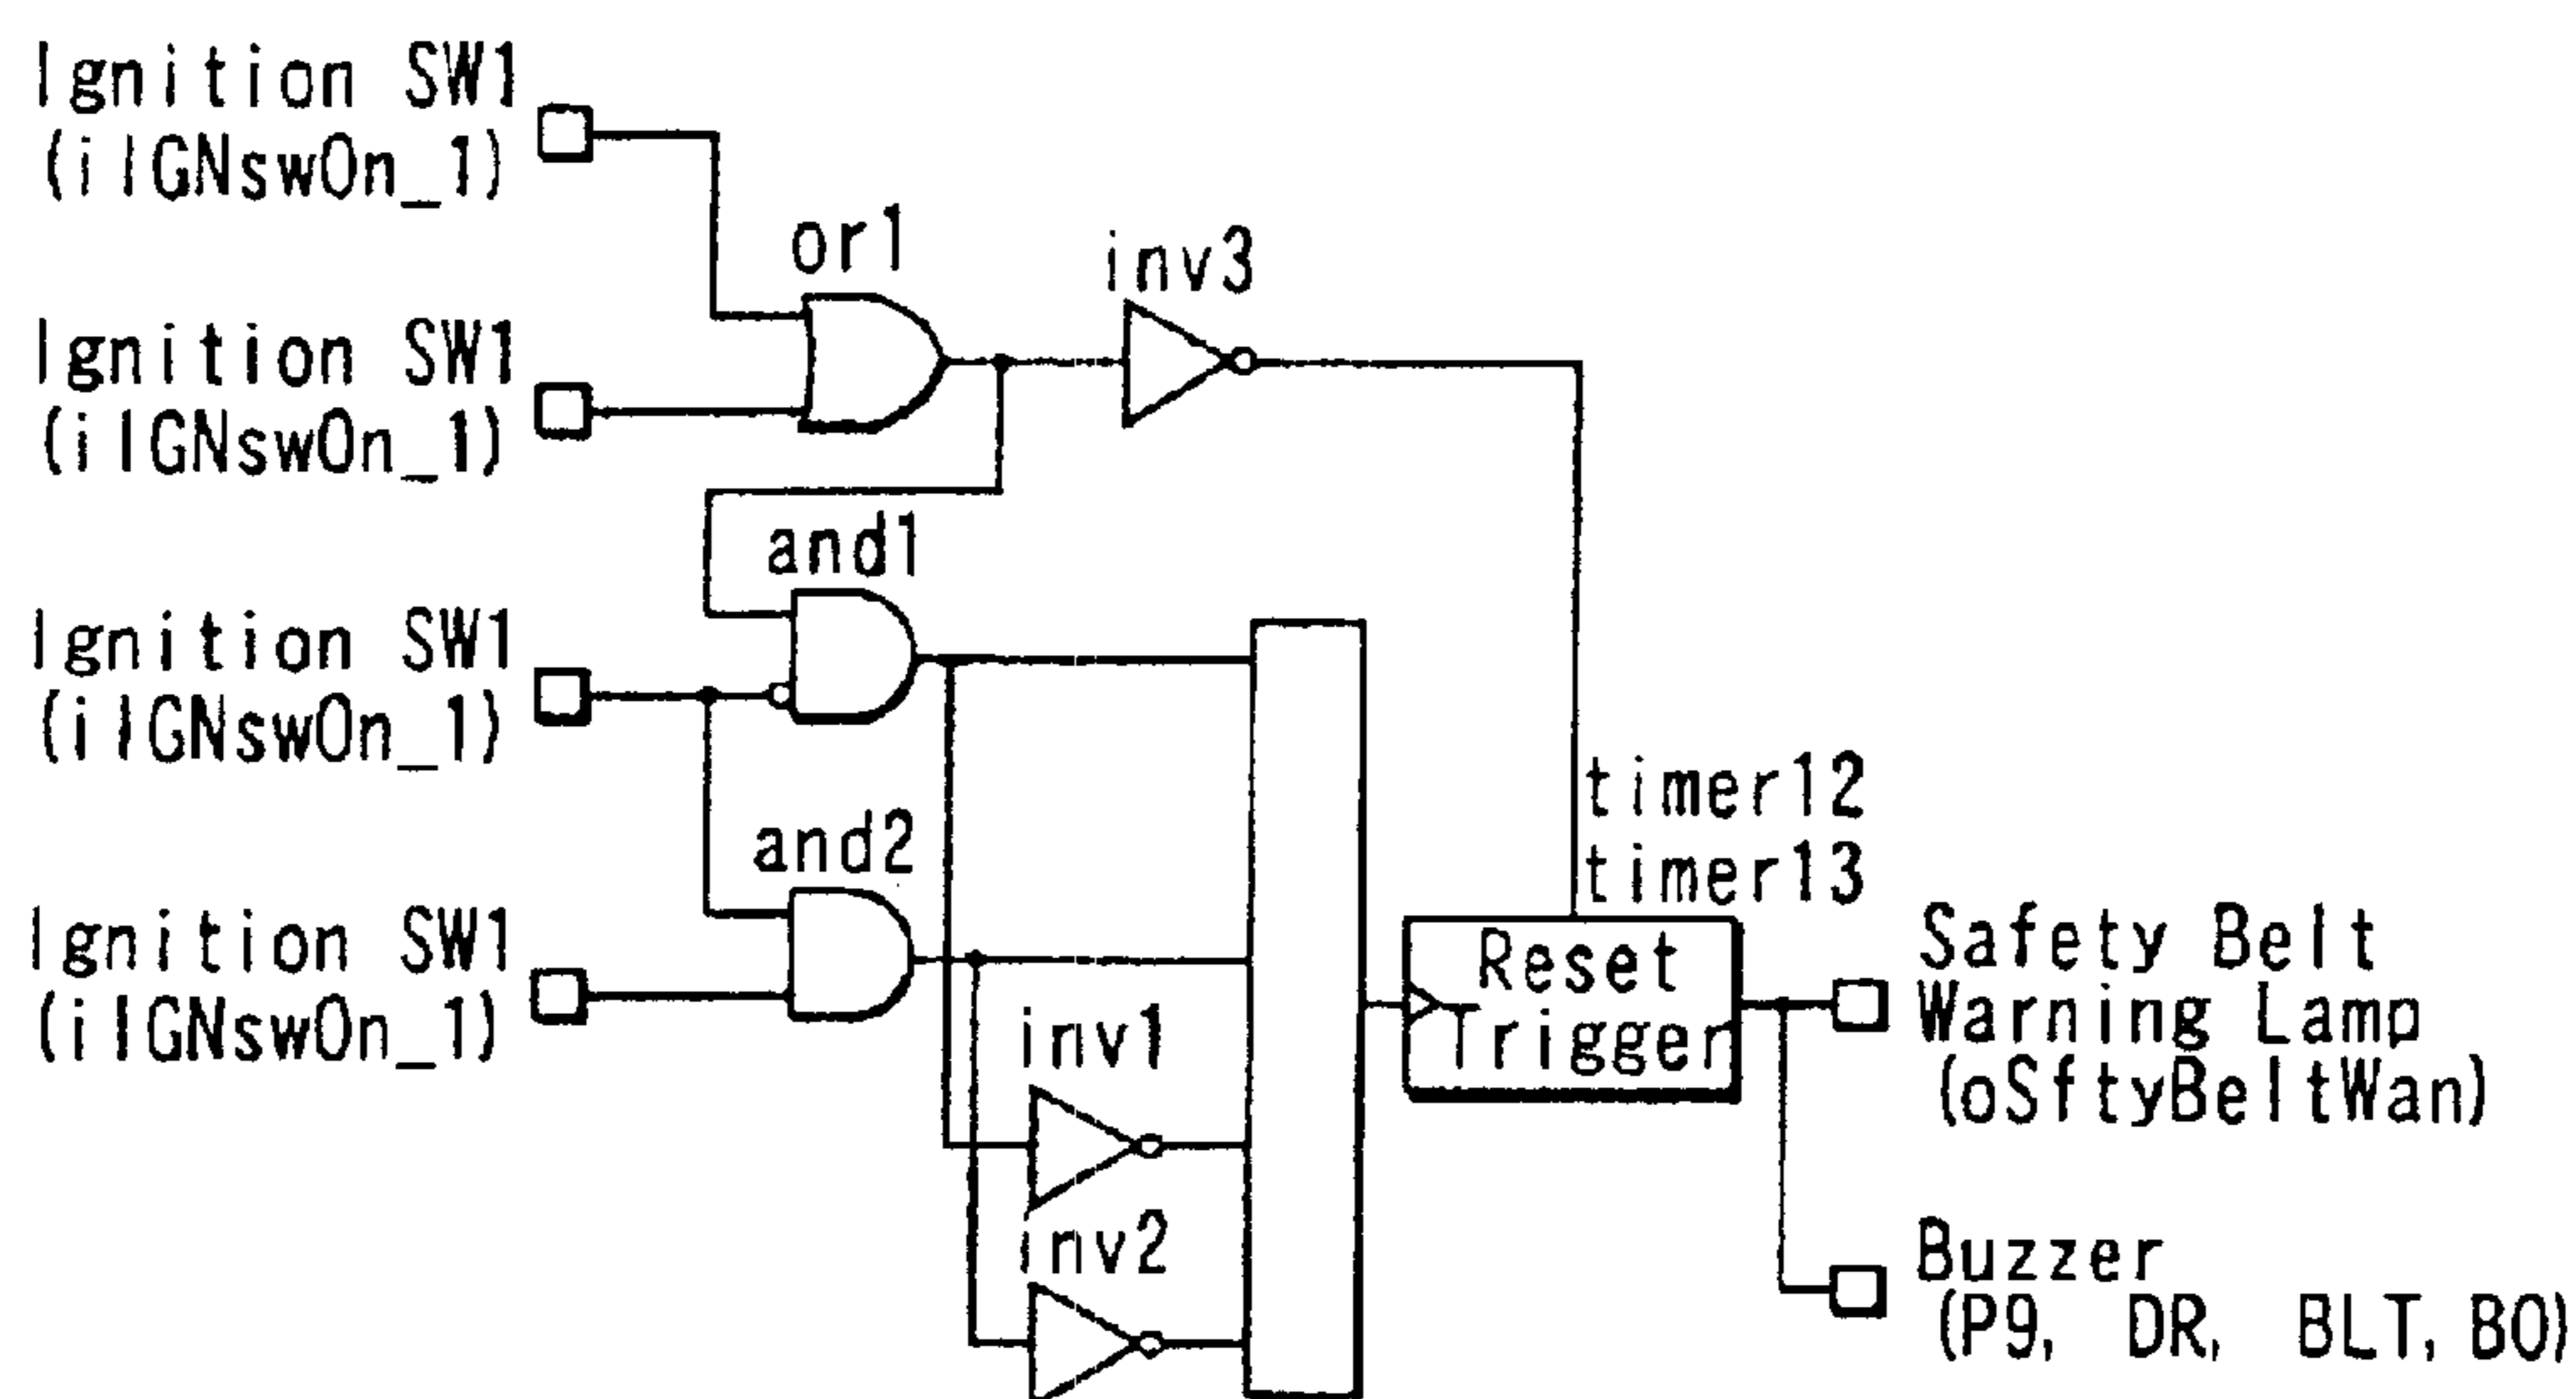 Ignition SW1
(iIGNswOn_1)
or1
inv3
Ignition SW1
(iIGNswOn_1)
and1
Ignition SW1
(iIGNswOn_1)
timer12
timer13
and2
Ignition SW1
(iIGNswOn_1)
Reset
Trigger
Safety Belt
Warning Lamp
(oSftyBeltWan)
inv1
inv2
Buzzer
(P9, DR, BLT, BO)